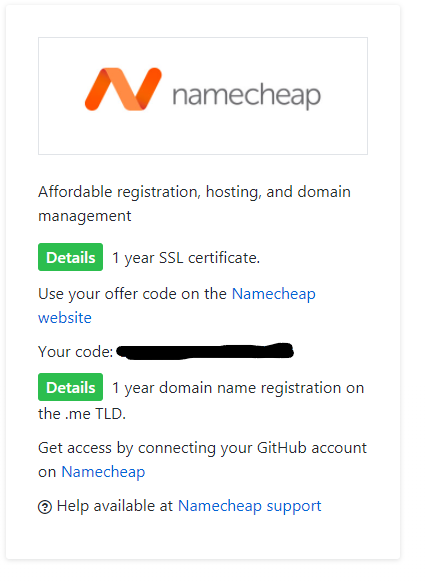 namecheap
Affordable registration, hosting, and domain
management
Details 1 year SSL certificate.
Use your offer code on the Namecheap
website
Your code:
Details 1 year domain name registration on
the .me TLD.
Get access by connecting your GitHub account
on Namecheap
Help available at Namecheap support